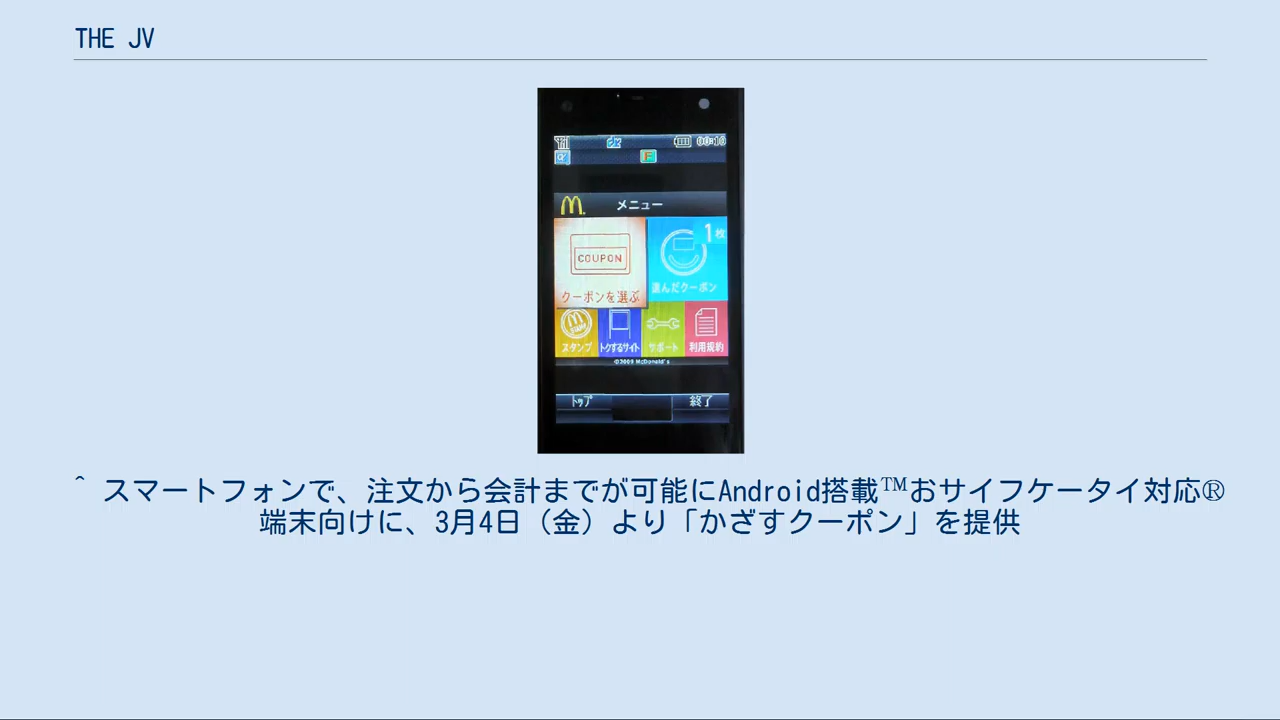 THE JV
00:10
M.
メニュー
COUPON
1枚
クーポンを選ぶ
選んだクーポン
スタンプ
トクするサイト
サポート
利用規約
©2009 McDonald's
トップ
終了
^ スマートフォンで、注文から会計までが可能にAndroid搭載™おサイフケータイ対応®
端末向けに、3月4日（金）より「かざすクーポン」を提供